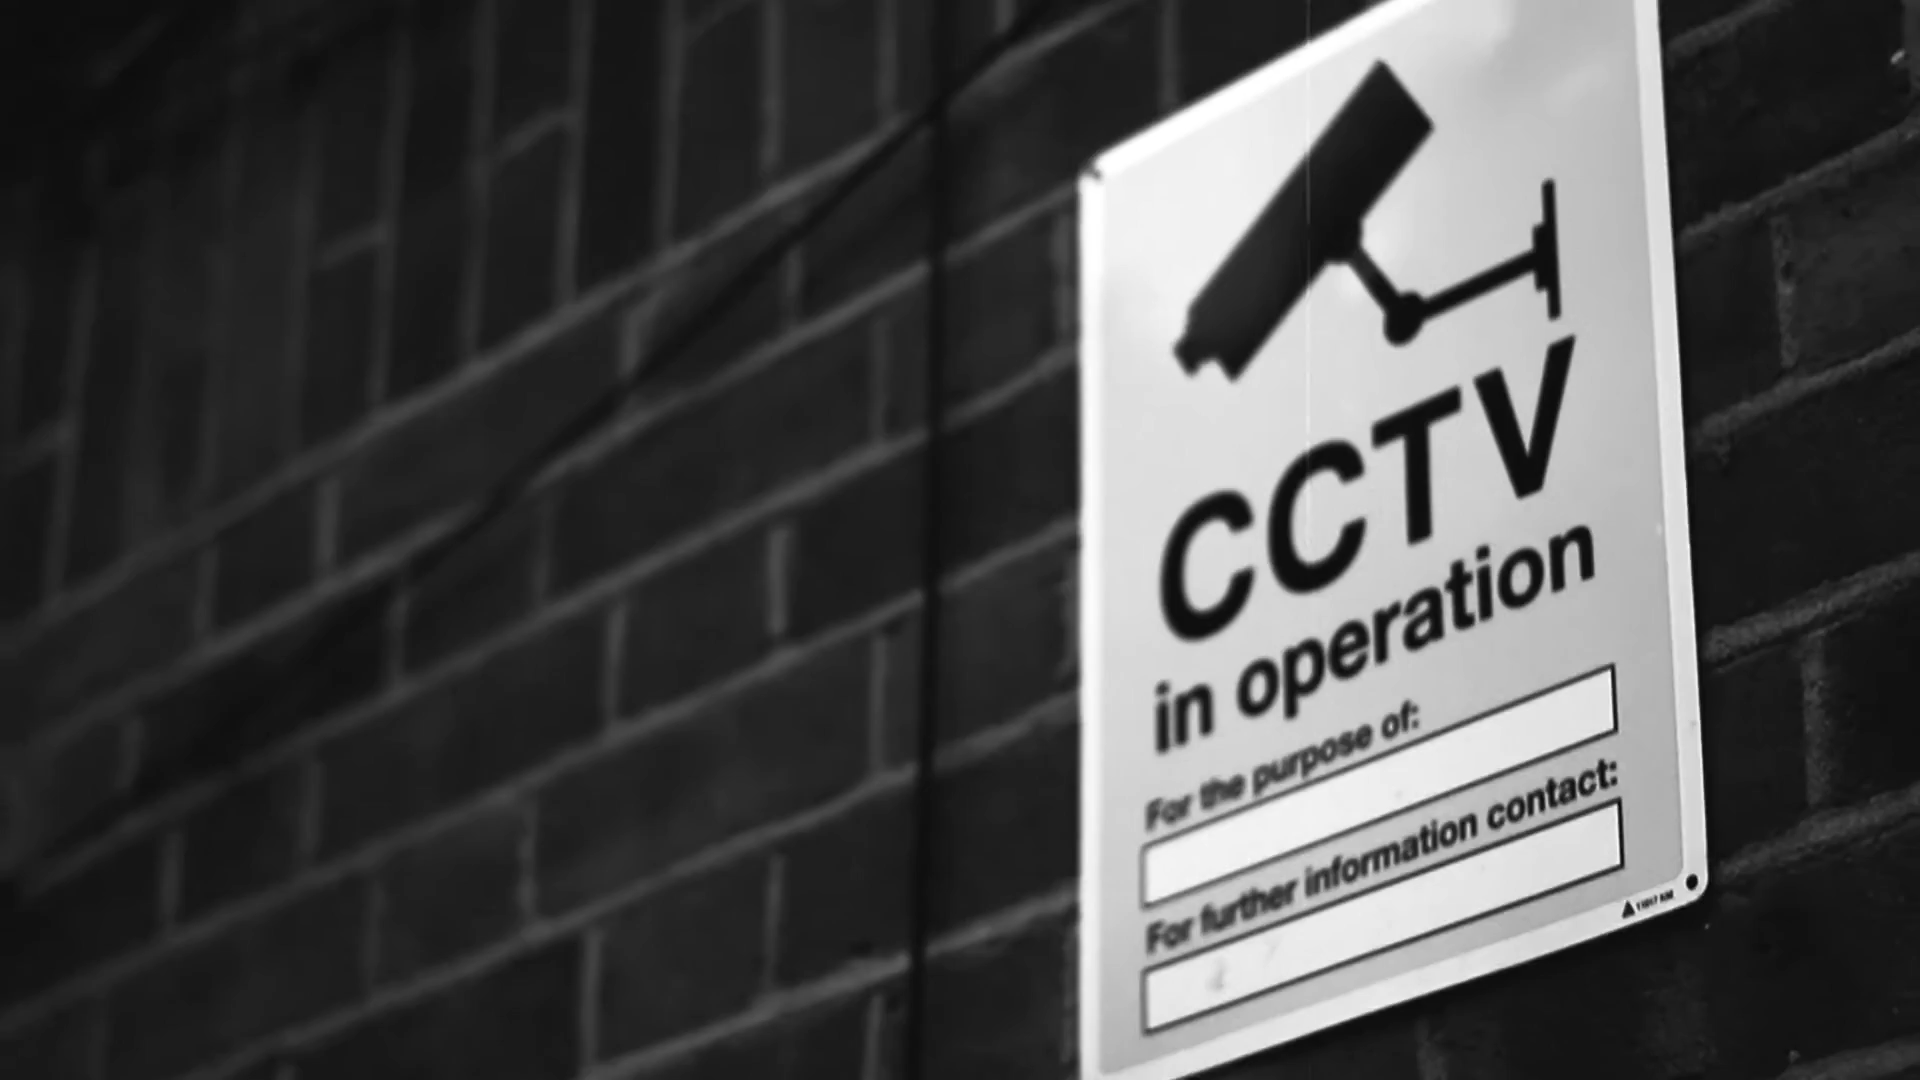 CCTV
in operation
For the purpose of:
For further information contact: